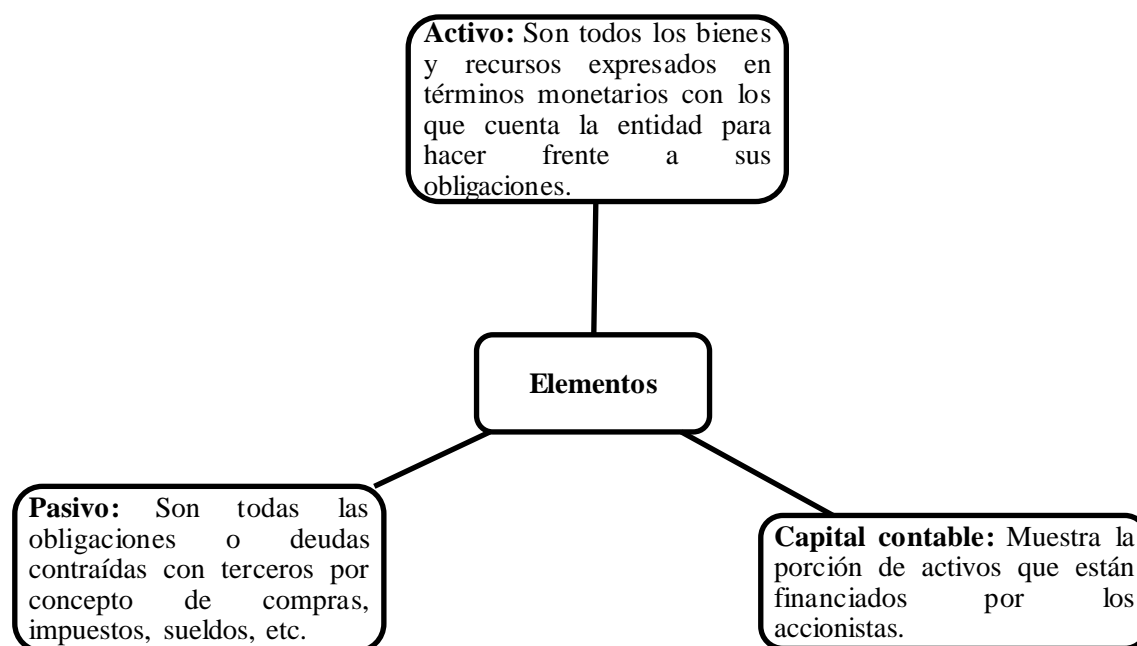 Activo: Son todos los bienes
y recursos expresados en
términos monetarios con los
que cuenta la entidad para
hacer frente a sus
obligaciones.
Elementos
Pasivo: Son todas las
obligaciones o deudas
contraídas con terceros por
concepto de compras,
impuestos, sueldos, etc.
Capital contable: Muestra la
porción de activos que están
financiados por los
accionistas.